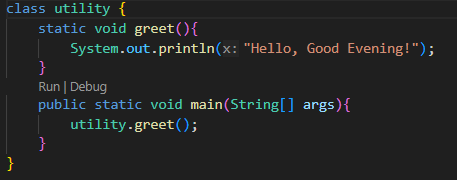 class utility {
    static void greet(){
        System.out.println(x: "Hello, Good Evening!");
    }
    Run | Debug
    public static void main(String[] args){
        utility.greet();
    }
}